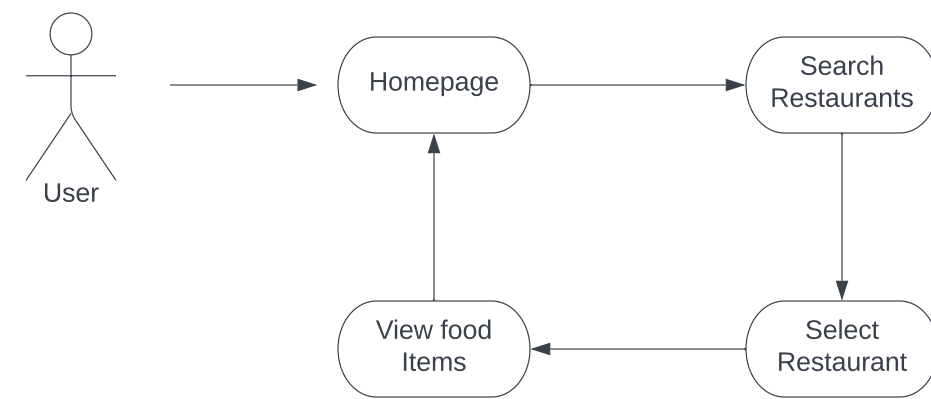 Homepage
Search
Restaurants
User
View food
Items
Select
Restaurant